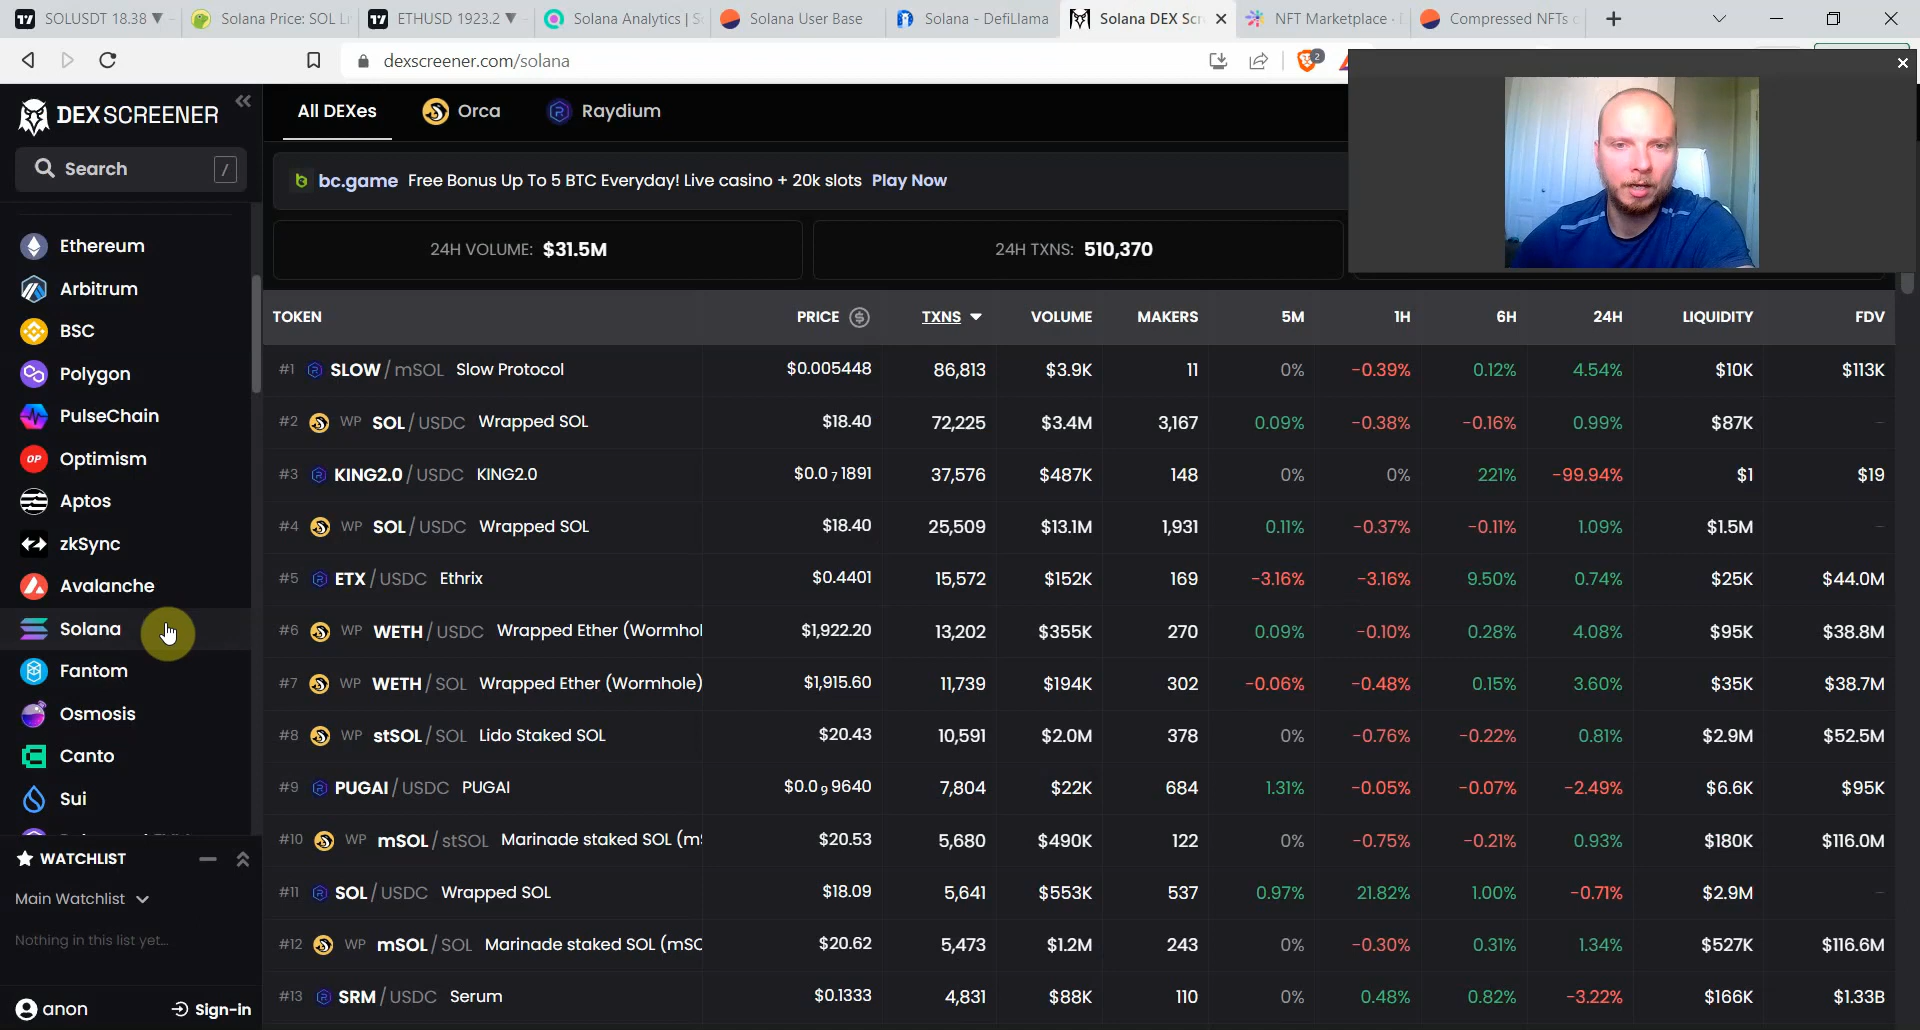 SOLUSDT 18.38 ▼
Solana Price: SOL Li
ETHUSD 1923.2 ▼
Solana Analytics | S
Solana User Base
Solana - DefiLlama
Solana DEX Scr
NFT Marketplace -
Compressed NFTs
dexscreener.com/solana
2
DEX SCREENER
Search /
Ethereum
Arbitrum
BSC
Polygon
PulseChain
Optimism
Aptos
zkSync
Avalanche
Solana
Fantom
Osmosis
Canto
Sui
WATCHLIST
Main Watchlist
Nothing in this list yet...
anon
Sign-in
All DEXes Orca Raydium
bc.game Free Bonus Up To 5 BTC Everyday! Live casino + 20k slots Play Now
24H VOLUME: $31.5M
24H TXNS: 510,370
TOKEN PRICE TXNS VOLUME MAKERS 5M 1H 6H 24H LIQUIDITY FDV
#1 SLOW / mSOL Slow Protocol $0.005448 86,813 $3.9K 11 0% -0.39% 0.12% 4.54% $10K $113K
#2 WP SOL / USDC Wrapped SOL $18.40 72,225 $3.4M 3,167 0.09% -0.38% -0.16% 0.99% $87K -
#3 KING2.0 / USDC KING2.0 $0.0₇1891 37,576 $487K 148 0% 0% 221% -99.94% $1 $19
#4 WP SOL / USDC Wrapped SOL $18.40 25,509 $13.1M 1,931 0.11% -0.37% -0.11% 1.09% $1.5M -
#5 ETX / USDC Ethrix $0.4401 15,572 $152K 169 -3.16% -3.16% 9.50% 0.74% $25K $44.0M
#6 WP WETH / USDC Wrapped Ether (Wormhol $1,922.20 13,202 $355K 270 0.09% -0.10% 0.28% 4.08% $95K $38.8M
#7 WP WETH / SOL Wrapped Ether (Wormhole) $1,915.60 11,739 $194K 302 -0.06% -0.48% 0.15% 3.60% $35K $38.7M
#8 WP stSOL / SOL Lido Staked SOL $20.43 10,591 $2.0M 378 0% -0.76% -0.22% 0.81% $2.9M $52.5M
#9 PUGAI / USDC PUGAI $0.0₉9640 7,804 $22K 684 1.31% -0.05% -0.07% -2.49% $6.6K $95K
#10 WP mSOL / stSOL Marinade staked SOL (mS $20.53 5,680 $490K 122 0% -0.75% -0.21% 0.93% $180K $116.0M
#11 SOL / USDC Wrapped SOL $18.09 5,641 $553K 537 0.97% 21.82% 1.00% -0.71% $2.9M -
#12 WP mSOL / SOL Marinade staked SOL (mSO $20.62 5,473 $1.2M 243 0% -0.30% 0.31% 1.34% $527K $116.6M
#13 SRM / USDC Serum $0.1333 4,831 $88K 110 0% 0.48% 0.82% -3.22% $166K $1.33B